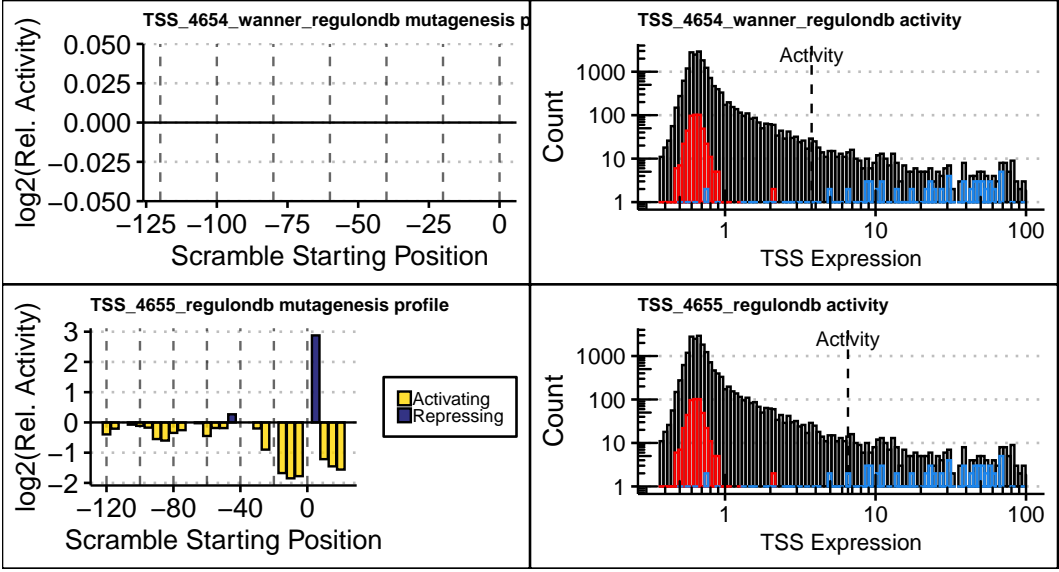 TSS_4654_wanner_regulondb mutagenesis p
log2(Rel. Activity)
0.050
0.025
0.000
−0.025
−0.050
−125 −100 −75 −50 −25 0
Scramble Starting Position
TSS_4654_wanner_regulondb activity
Activity
Count
1000
100
10
1
1 10 100
TSS Expression
TSS_4655_regulondb mutagenesis profile
log2(Rel. Activity)
3
2
1
0
−1
−2
−120 −80 −40 0
Scramble Starting Position
Activating
Repressing
TSS_4655_regulondb activity
Activity
Count
1000
100
10
1
1 10 100
TSS Expression